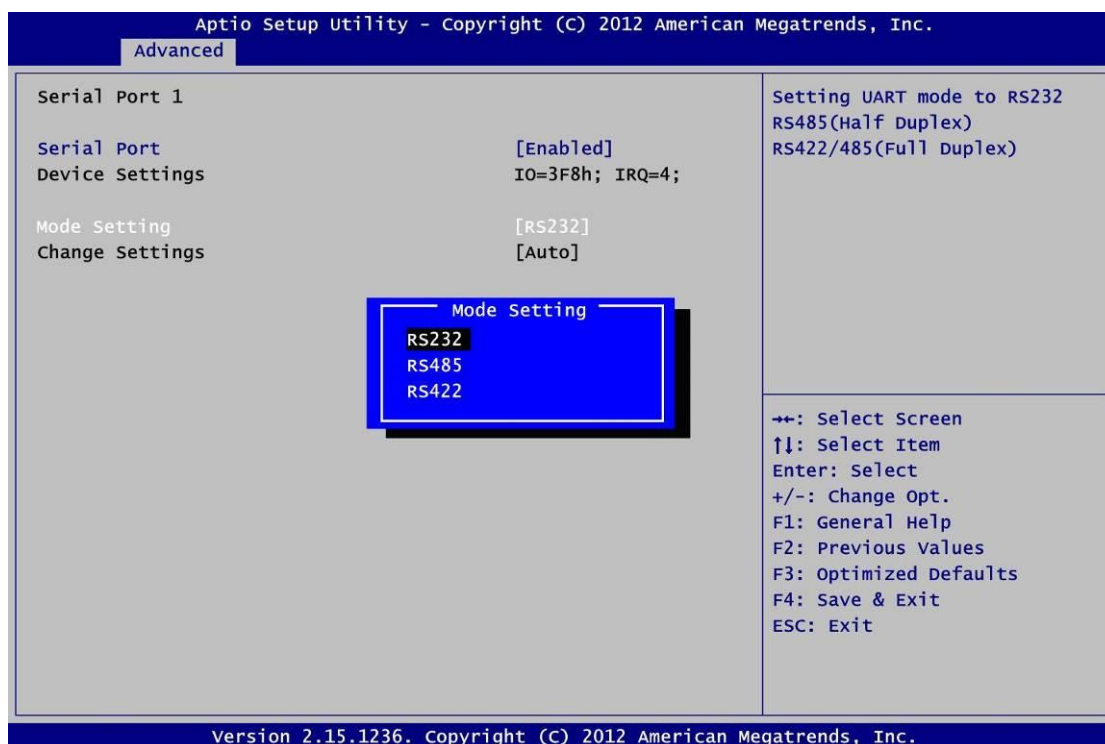 Aptio Setup Utility - Copyright (C) 2012 American Megatrends, Inc.
Advanced
Serial Port 1
Serial Port [Enabled]
Device Settings IO=3F8h; IRQ=4;
Mode Setting [RS232]
Change Settings [Auto]
Mode Setting
RS232
RS485
RS422
Setting UART mode to RS232
RS485(Half Duplex)
RS422/485(Full Duplex)
→←: Select Screen
↑↓: Select Item
Enter: Select
+/-: Change Opt.
F1: General Help
F2: Previous Values
F3: Optimized Defaults
F4: Save & Exit
ESC: Exit
Version 2.15.1236. Copyright (C) 2012 American Megatrends, Inc.